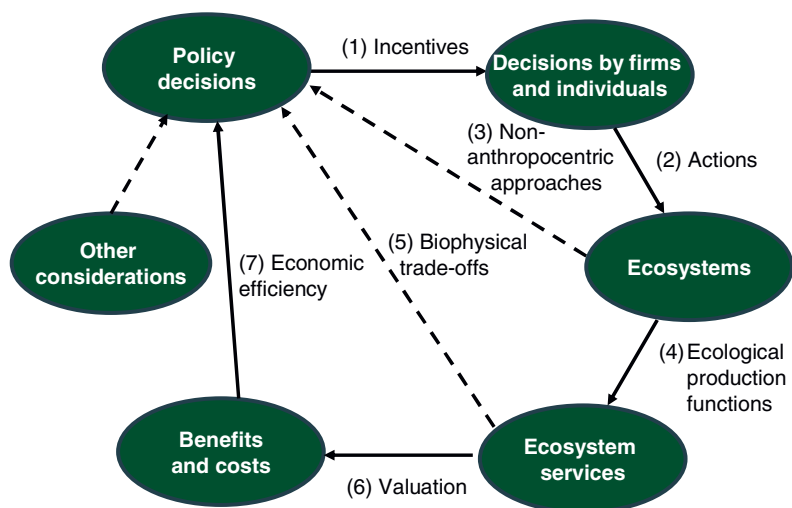 Policy
decisions
(1) Incentives
Decisions by firms
and individuals
(3) Non-
anthropocentric
approaches
(2) Actions
Other
considerations
(5) Biophysical
trade-offs
(7) Economic
efficiency
Ecosystems
(4) Ecological
production
functions
Benefits
and costs
Ecosystem
services
(6) Valuation